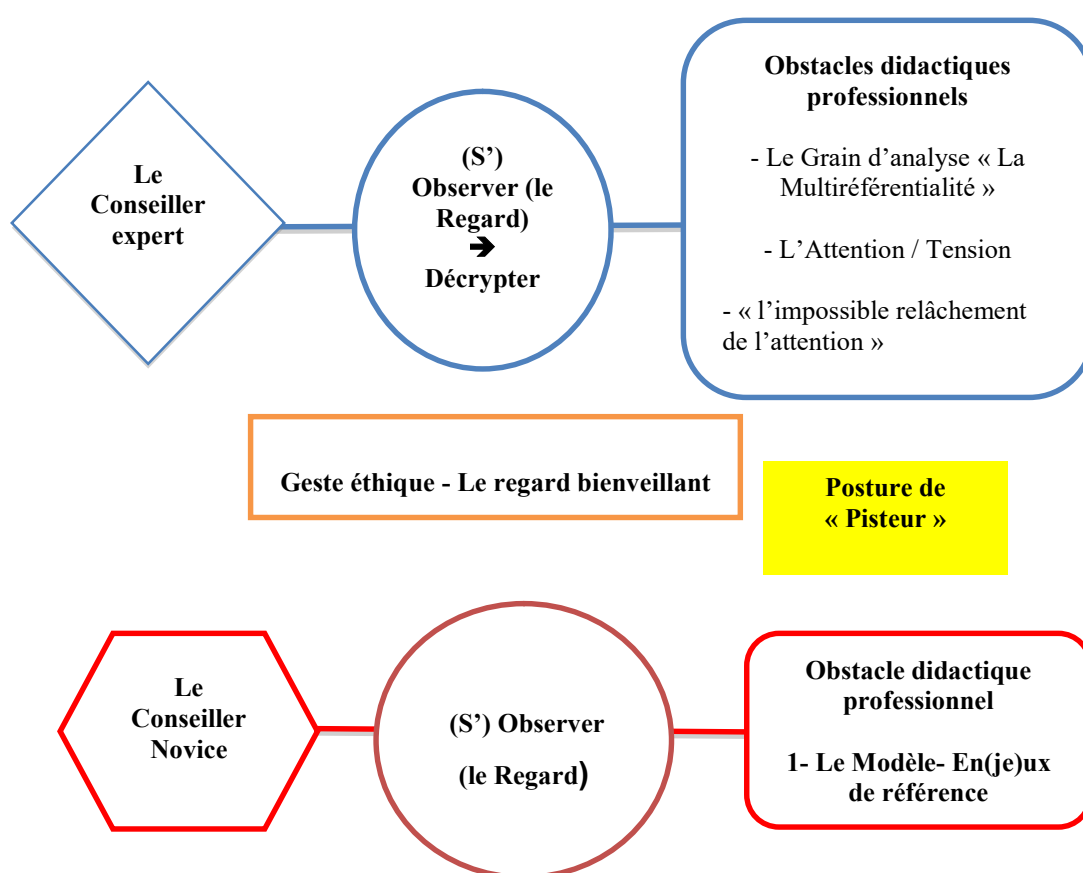 Le
Conseiller
expert
(S’)
Observer (le
Regard)
➔
Décrypter
Obstacles didactiques
professionnels
- Le Grain d’analyse « La
Multiréférentialité »
- L’Attention / Tension
- « l’impossible relâchement
de l’attention »
Geste éthique - Le regard bienveillant
Posture de
« Pisteur »
Le
Conseiller
Novice
(S’) Observer
(le Regard)
Obstacle didactique
professionnel
1- Le Modèle- En(je)ux
de référence